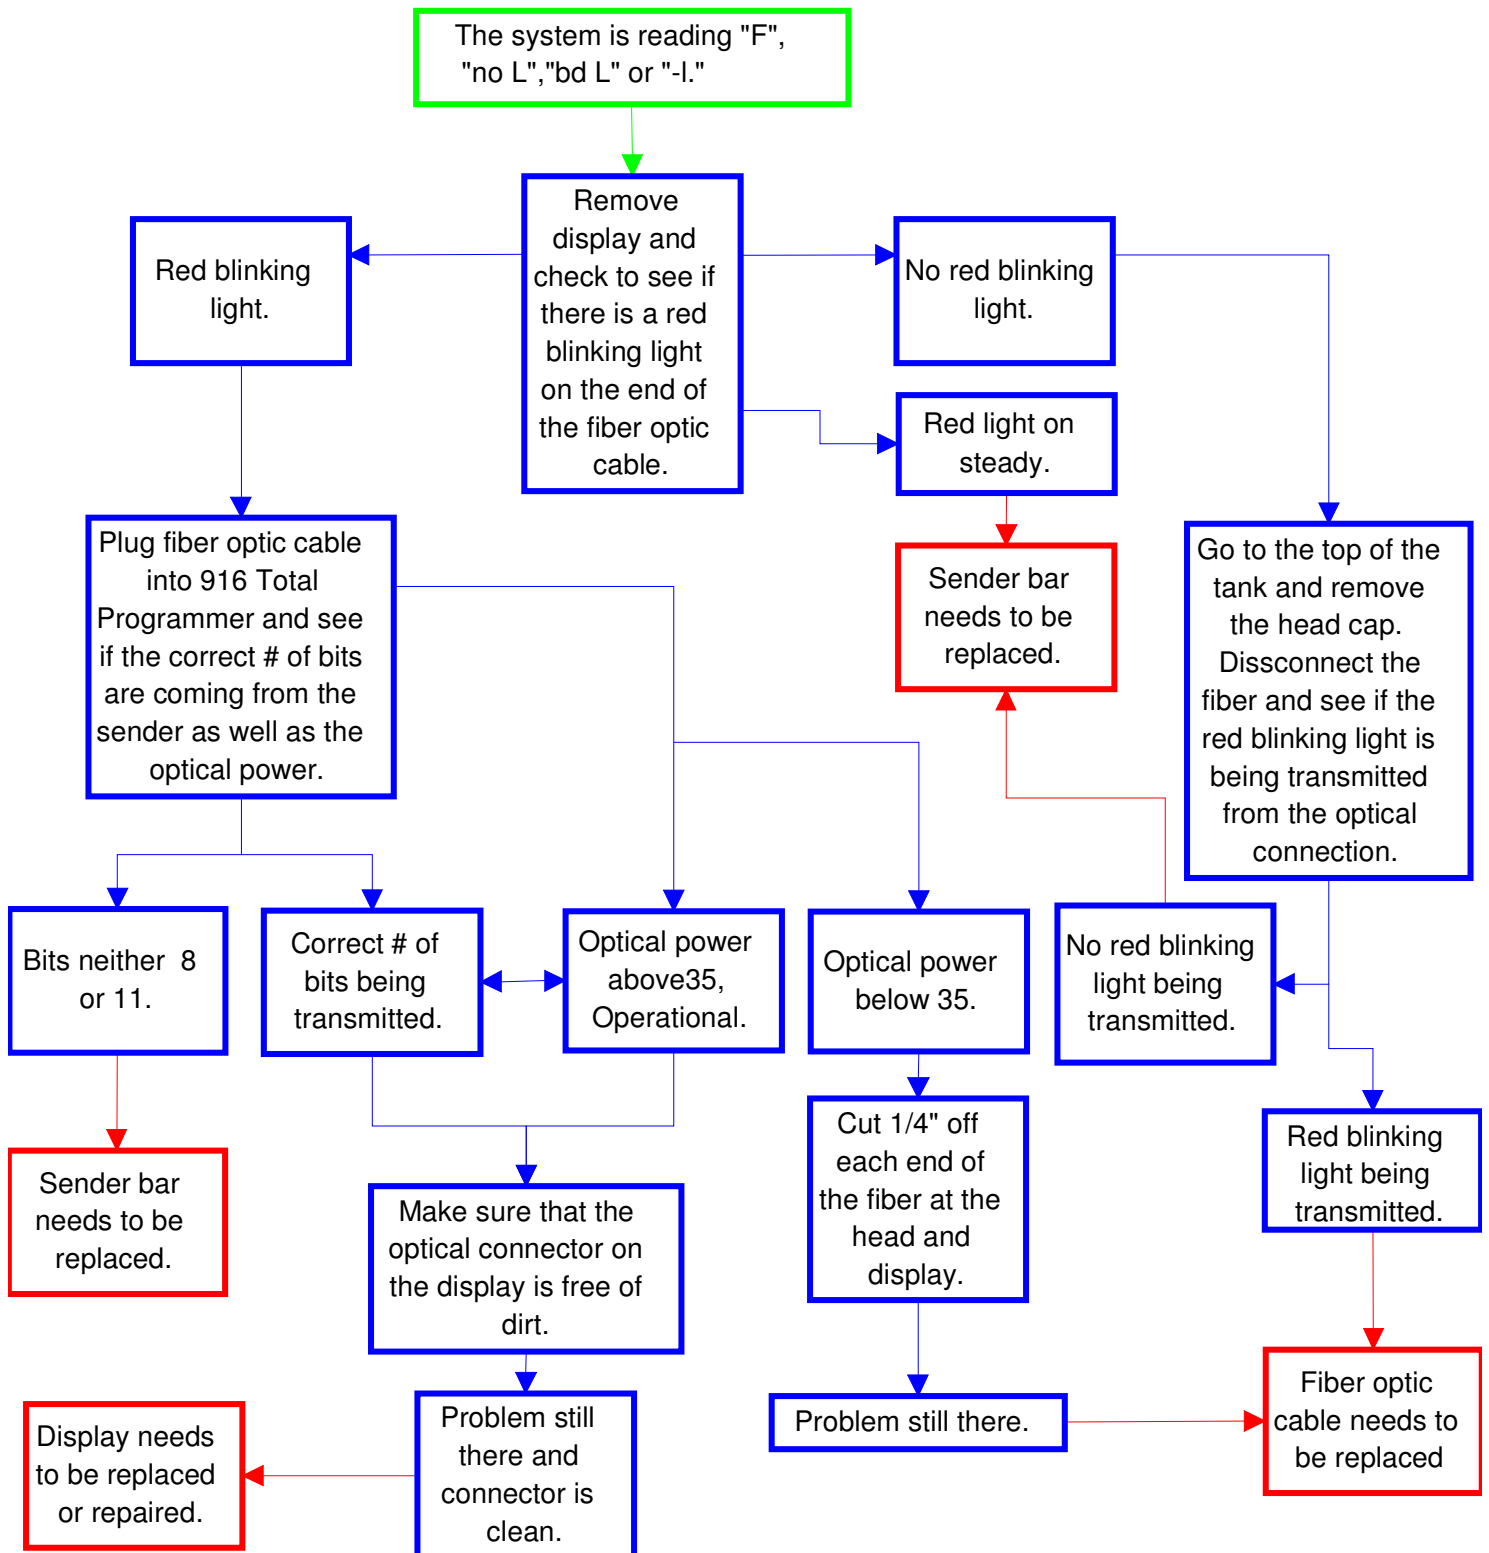 The system is reading "F",
"no L","bd L" or "-l."
Remove
display and
check to see if
there is a red
blinking light
on the end of
the fiber optic
cable.
Red blinking
light.
No red blinking
light.
Red light on
steady.
Sender bar
needs to be
replaced.
Plug fiber optic cable
into 916 Total
Programmer and see
if the correct # of bits
are coming from the
sender as well as the
optical power.
Go to the top of the
tank and remove
the head cap.
Dissconnect the
fiber and see if the
red blinking light is
being transmitted
from the optical
connection.
Bits neither  8
or 11.
Correct # of
bits being
transmitted.
Optical power
above35,
Operational.
Optical power
below 35.
No red blinking
light being
transmitted.
Sender bar
needs to be
replaced.
Make sure that the
optical connector on
the display is free of
dirt.
Cut 1/4" off
each end of
the fiber at the
head and
display.
Red blinking
light being
transmitted.
Display needs
to be replaced
or repaired.
Problem still
there and
connector is
clean.
Problem still there.
Fiber optic
cable needs to
be replaced